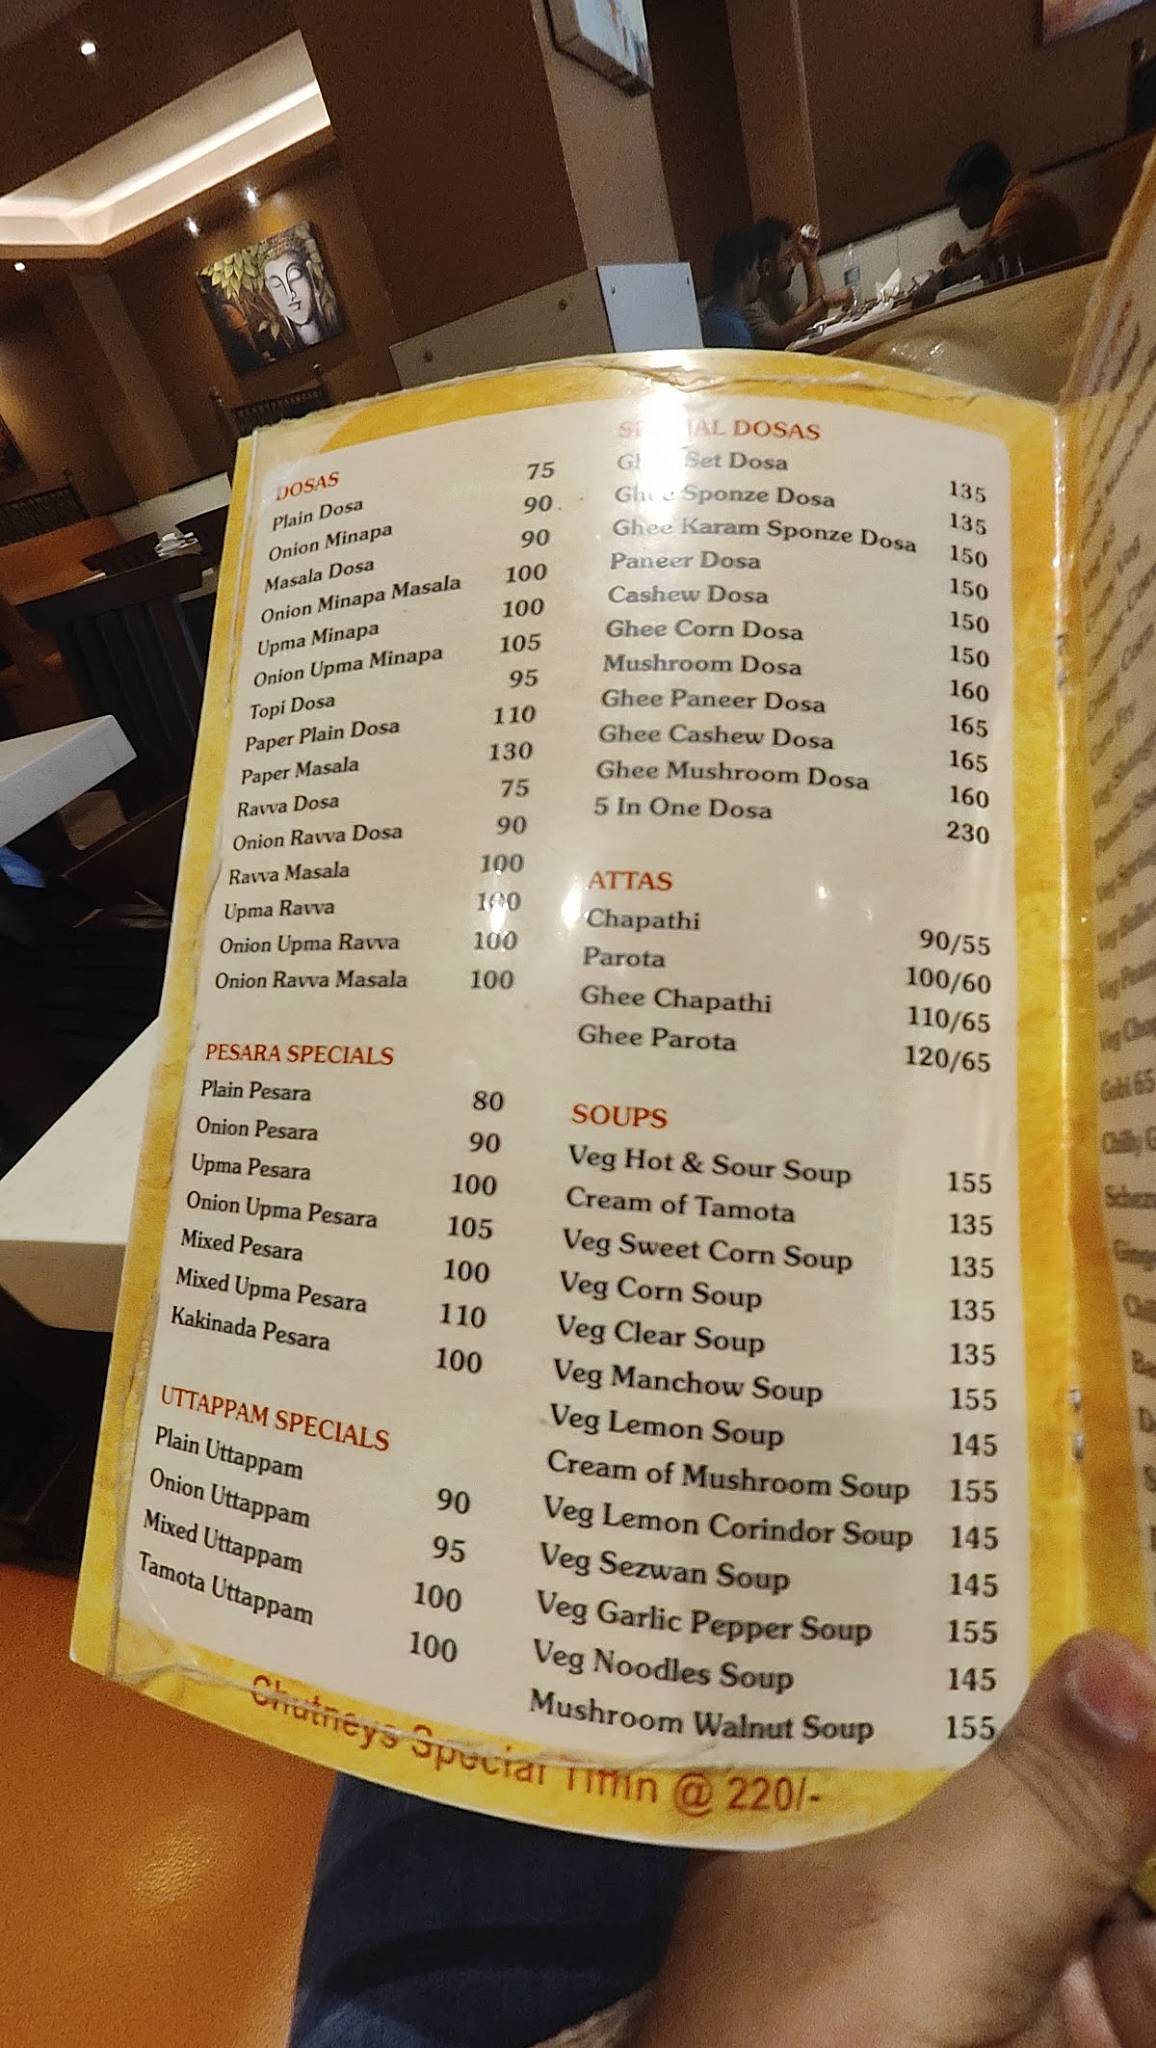 DOSAS
Plain Dosa 75
Onion Minapa 90
Masala Dosa 90
Onion Minapa Masala 100
Upma Minapa 100
Onion Upma Minapa 105
Topi Dosa 95
Paper Plain Dosa 110
Paper Masala 130
Ravva Dosa 75
Onion Ravva Dosa 90
Ravva Masala 100
Upma Ravva 100
Onion Upma Ravva 100
Onion Ravva Masala 100
PESARA SPECIALS
Plain Pesara 80
Onion Pesara 90
Upma Pesara 100
Onion Upma Pesara 105
Mixed Pesara 100
Mixed Upma Pesara 110
Kakinada Pesara 100
UTTAPPAM SPECIALS
Plain Uttappam 90
Onion Uttappam 95
Mixed Uttappam 100
Tamota Uttappam 100
SPECIAL DOSAS
Ghee Set Dosa 135
Ghee Sponze Dosa 135
Ghee Karam Sponze Dosa 150
Paneer Dosa 150
Cashew Dosa 150
Ghee Corn Dosa 150
Mushroom Dosa 160
Ghee Paneer Dosa 165
Ghee Cashew Dosa 165
Ghee Mushroom Dosa 160
5 In One Dosa 230
ATTAS
Chapathi 90/55
Parota 100/60
Ghee Chapathi 110/65
Ghee Parota 120/65
SOUPS
Veg Hot & Sour Soup 155
Cream of Tamota 135
Veg Sweet Corn Soup 135
Veg Corn Soup 135
Veg Clear Soup 135
Veg Manchow Soup 155
Veg Lemon Soup 145
Cream of Mushroom Soup 155
Veg Lemon Corindor Soup 145
Veg Sezwan Soup 145
Veg Garlic Pepper Soup 155
Veg Noodles Soup 145
Mushroom Walnut Soup 155
Chutneys Special Tiffin @ 220/-
Gobi 65